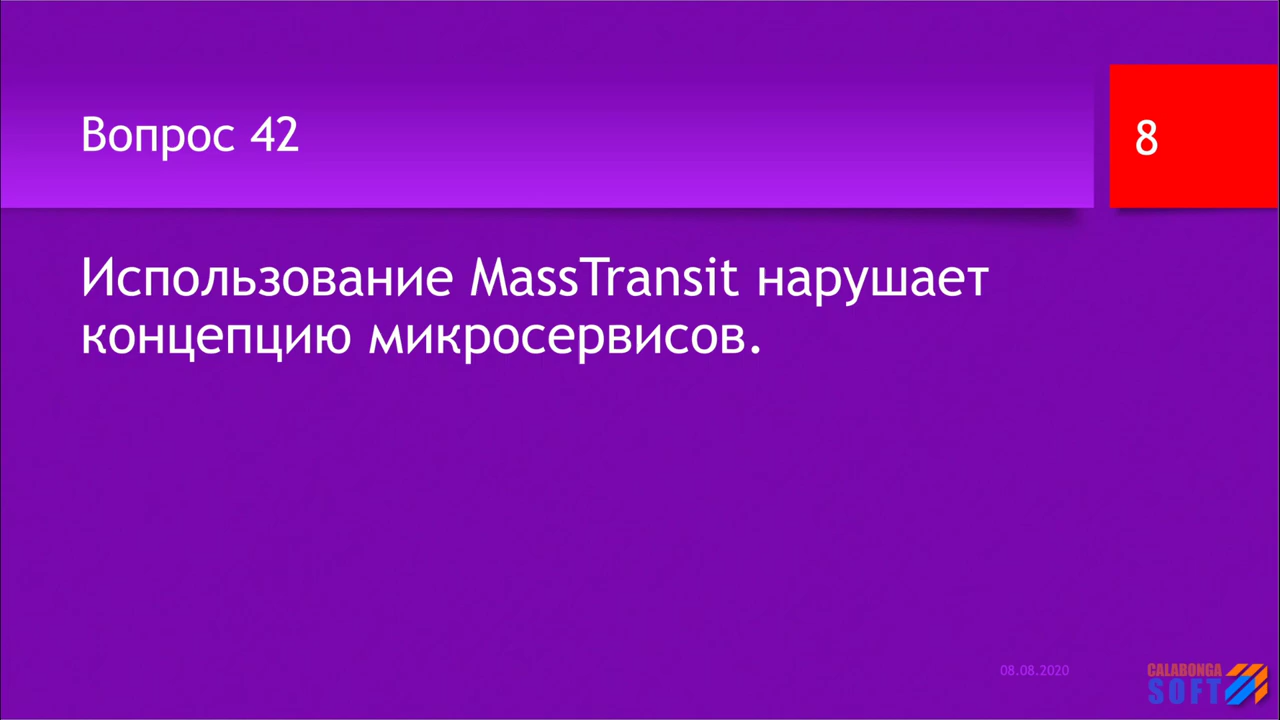 Вопрос 42
8
Использование MassTransit нарушает
концепцию микросервисов.
08.08.2020
CALABONGA
SOFT